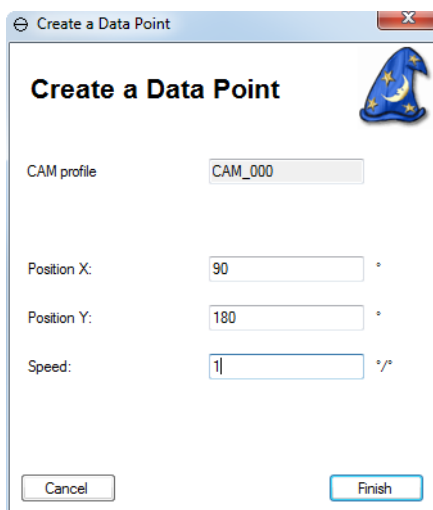 Create a Data Point
x
Create a Data Point
CAM profile CAM_000
Position X: 90 °
Position Y: 180 °
Speed: 1 °/°
Cancel Finish